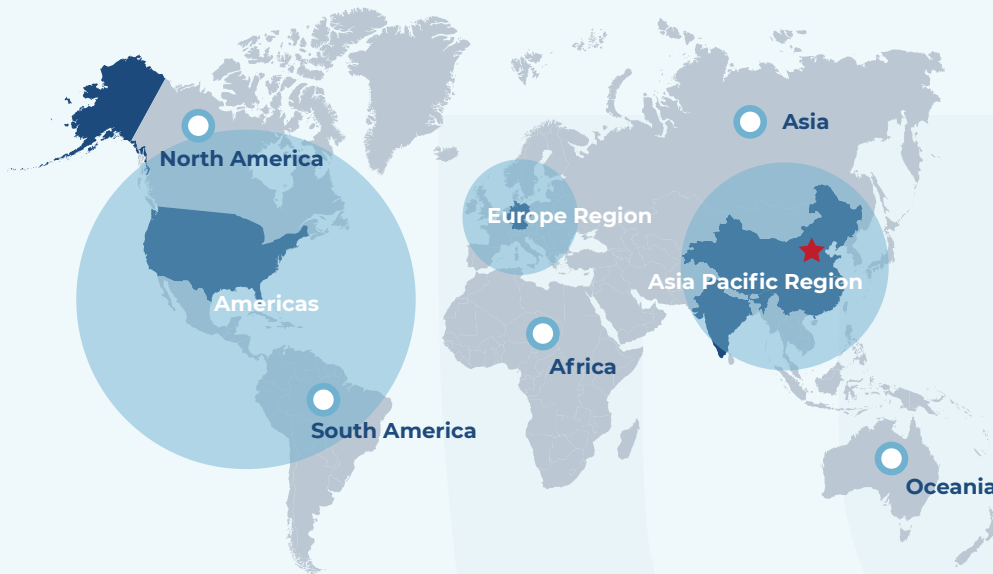 Asia
North America
Europe Region
Asia Pacific Region
Americas
Africa
South America
Oceania